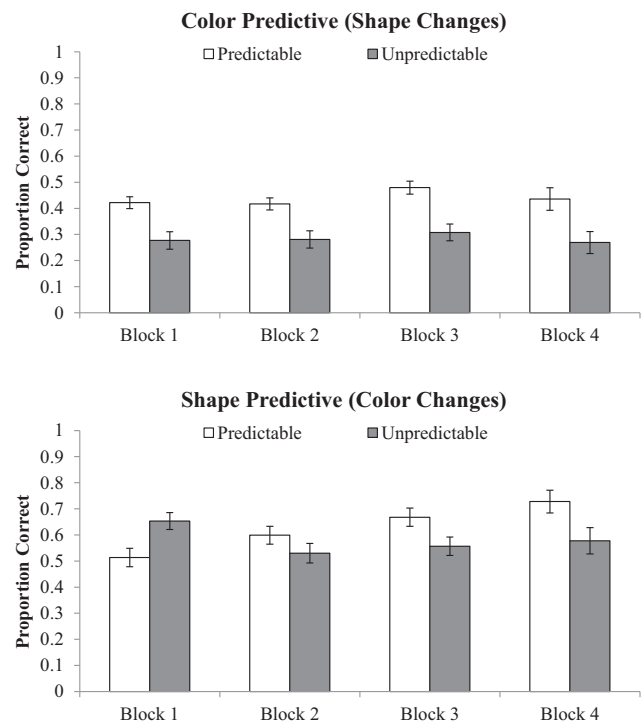 Color Predictive (Shape Changes)
Predictable Unpredictable
1
0.9
0.8
0.7
0.6
0.5
0.4
0.3
0.2
0.1
0
Proportion Correct
Block 1 Block 2 Block 3 Block 4
Shape Predictive (Color Changes)
Predictable Unpredictable
1
0.9
0.8
0.7
0.6
0.5
0.4
0.3
0.2
0.1
0
Proportion Correct
Block 1 Block 2 Block 3 Block 4